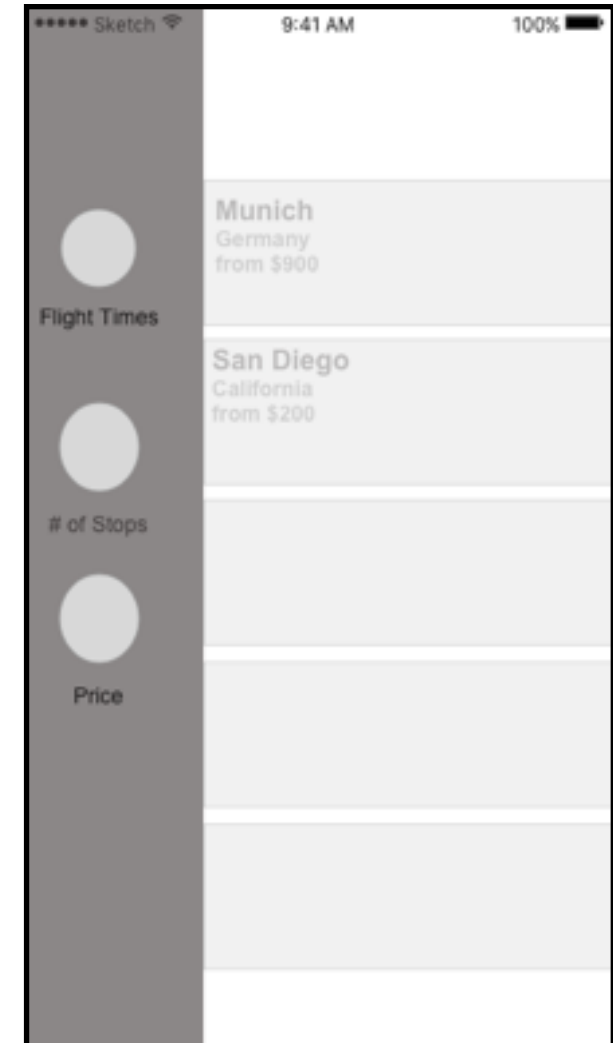 ••••• Sketch 9:41 AM 100%
Munich
Germany
from $900
Flight Times
San Diego
California
from $200
# of Stops
Price